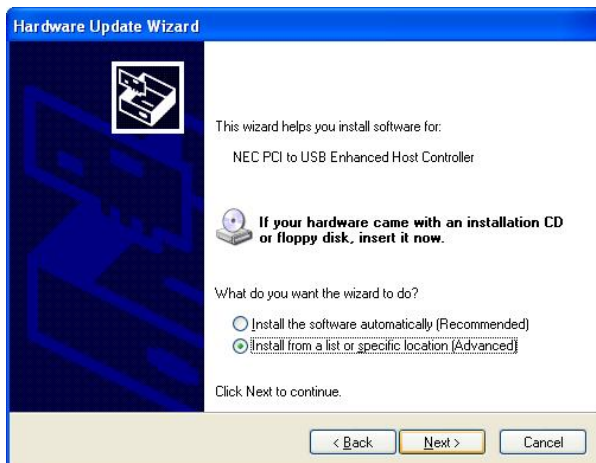 Hardware Update Wizard
This wizard helps you install software for:
NEC PCI to USB Enhanced Host Controller
If your hardware came with an installation CD
or floppy disk, insert it now.
What do you want the wizard to do?
Install the software automatically (Recommended)
Install from a list or specific location (Advanced)
Click Next to continue.
< Back
Next >
Cancel